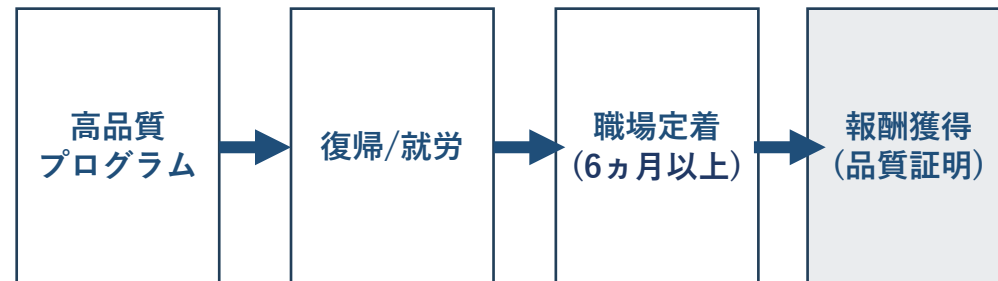 高品質
プログラム
復帰/就労
職場定着
(6ヵ月以上)
報酬獲得
(品質証明)